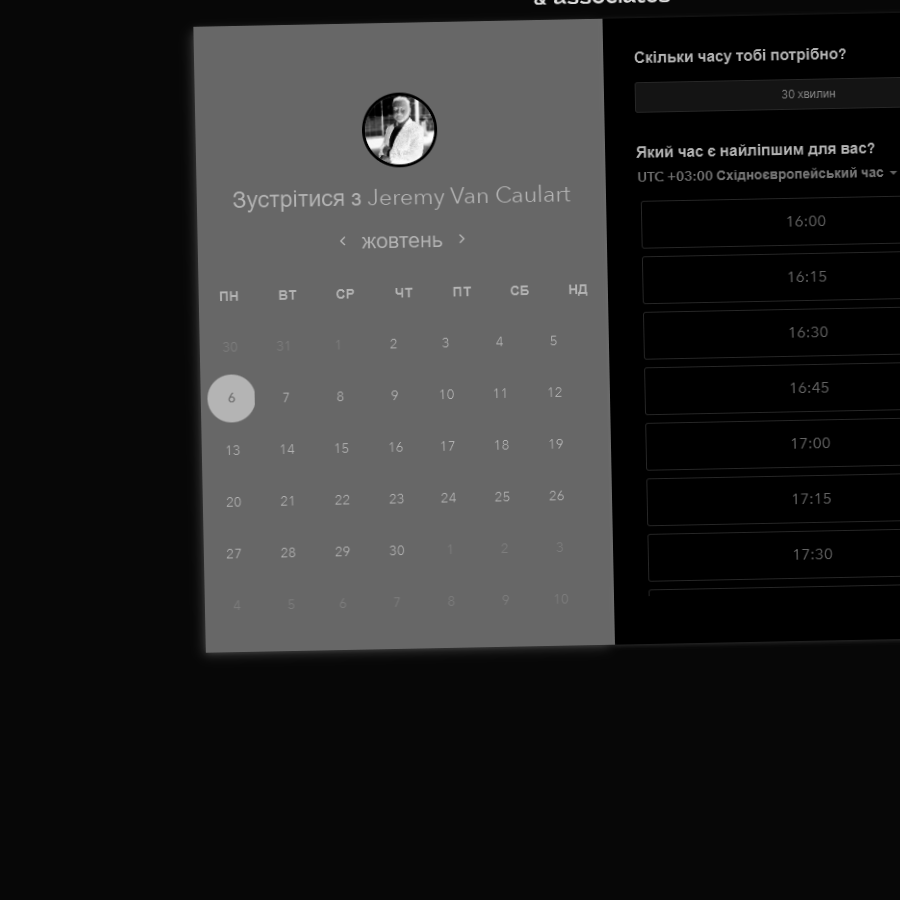 & associates
Зустрітися з Jeremy Van Caulart
‹ жовтень ›
ПН ВТ СР ЧТ ПТ СБ НД
30 31 1 2 3 4 5
6 7 8 9 10 11 12
13 14 15 16 17 18 19
20 21 22 23 24 25 26
27 28 29 30 1 2 3
4 5 6 7 8 9 10
Скільки часу тобі потрібно?
30 хвилин
Який час є найліпшим для вас?
UTC +03:00 Східноєвропейський час
16:00
16:15
16:30
16:45
17:00
17:15
17:30